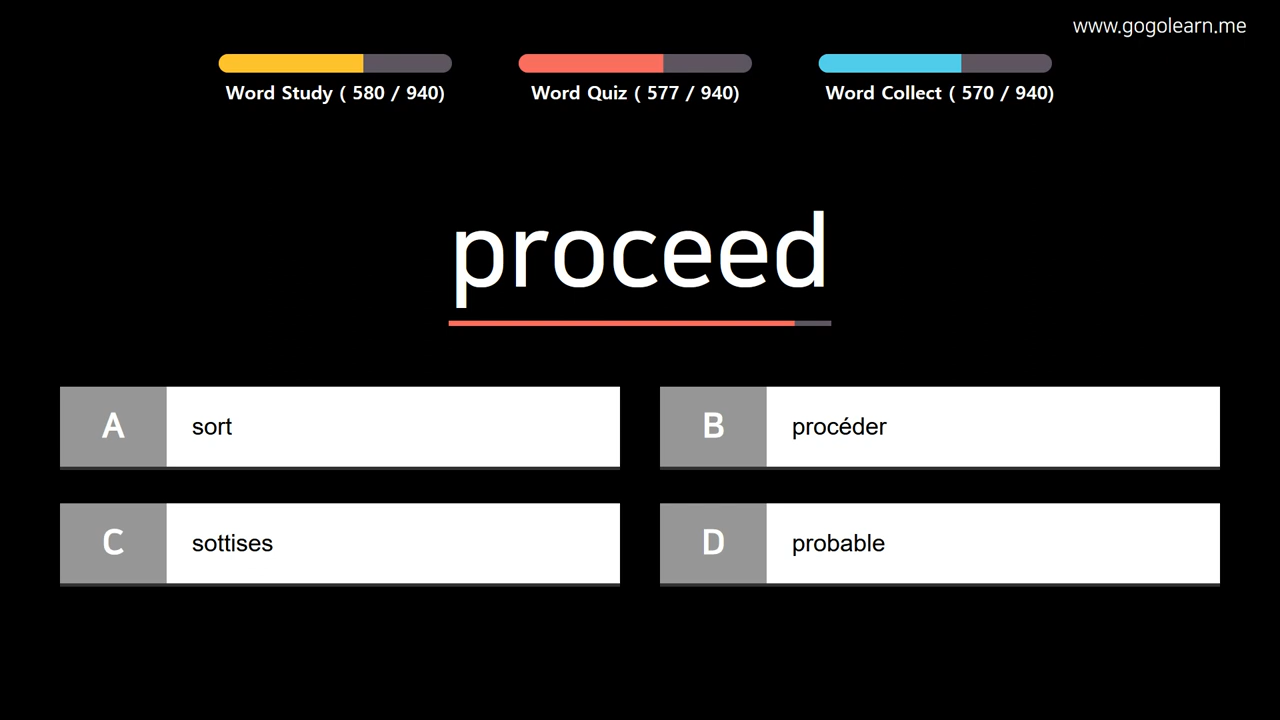 www.gogolearn.me
Word Study ( 580 / 940)
Word Quiz ( 577 / 940)
Word Collect ( 570 / 940)
proceed
A sort
B procéder
C sottises
D probable